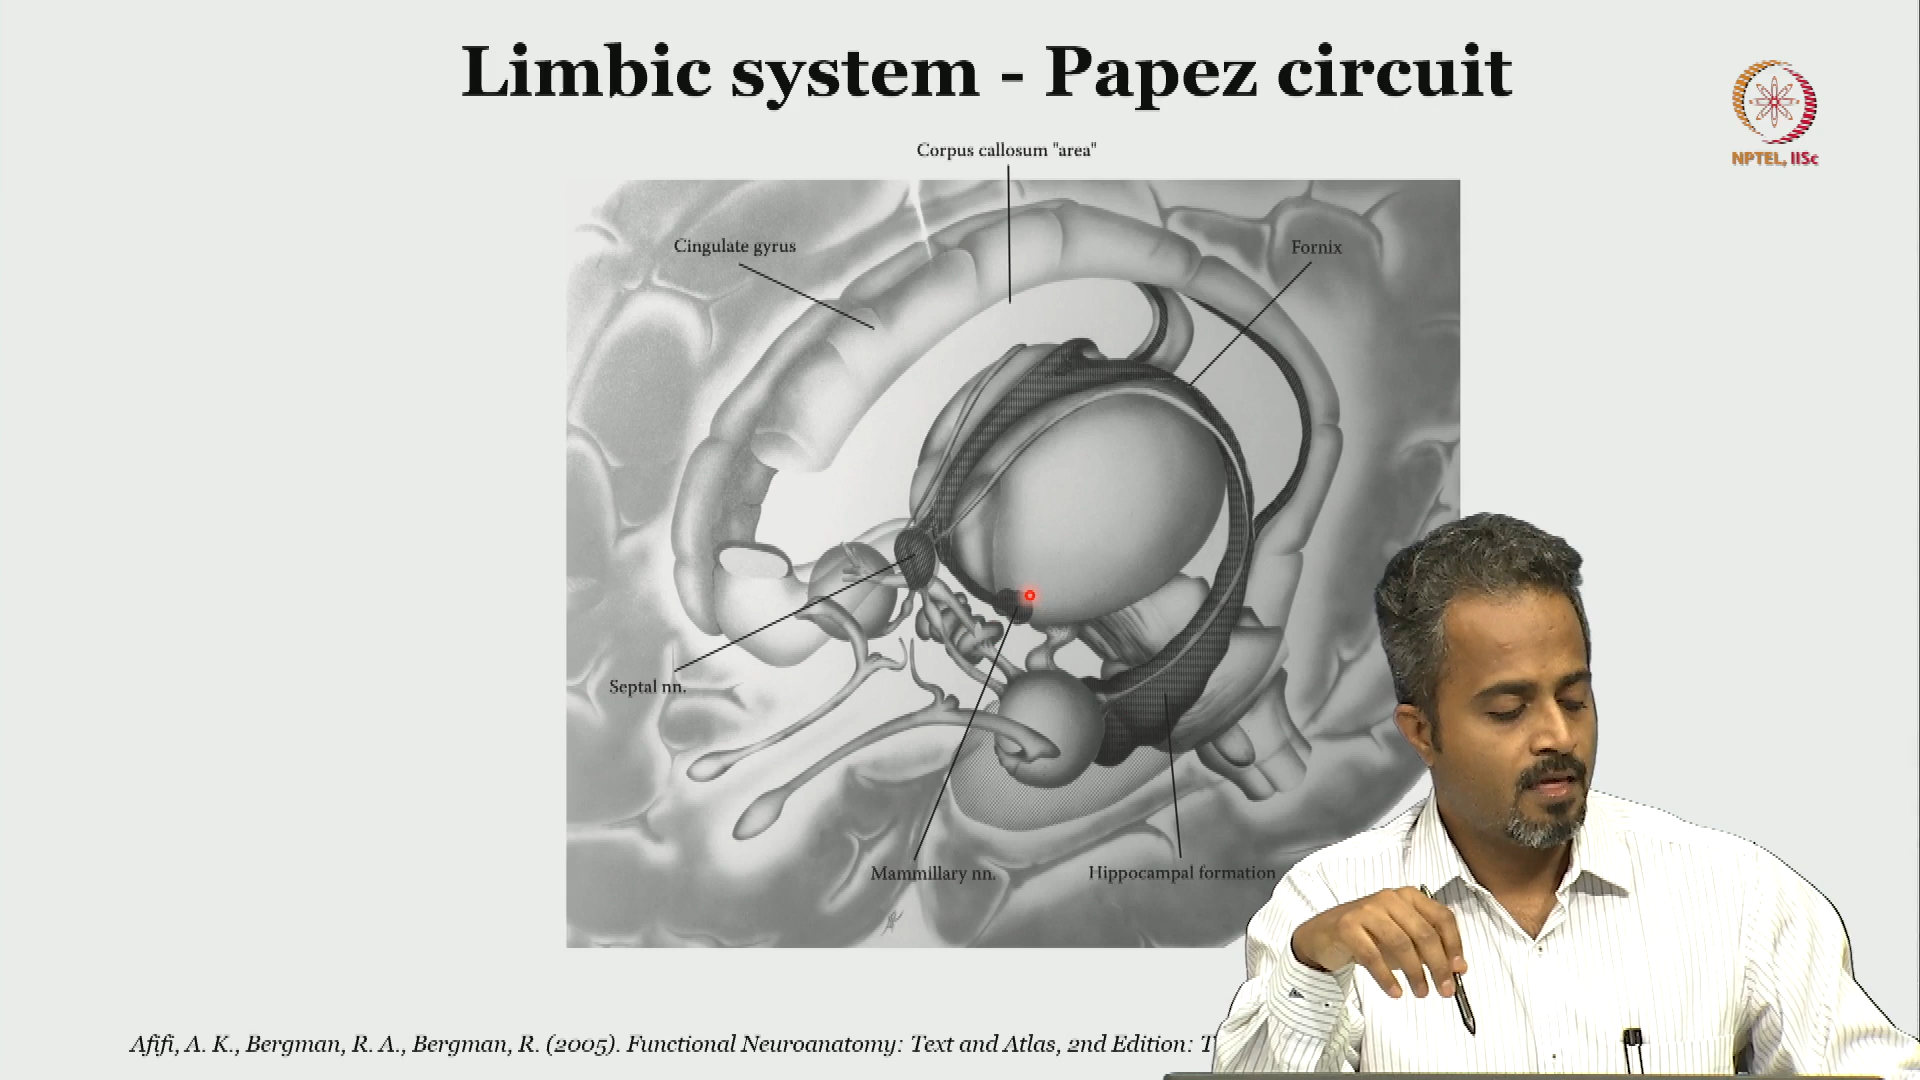 Limbic system - Papez circuit
NPTEL, IISc
Corpus callosum "area"
Cingulate gyrus
Fornix
Septal nn.
Mammillary nn.
Hippocampal formation
Afifi, A. K., Bergman, R. A., Bergman, R. (2005). Functional Neuroanatomy: Text and Atlas, 2nd Edition: